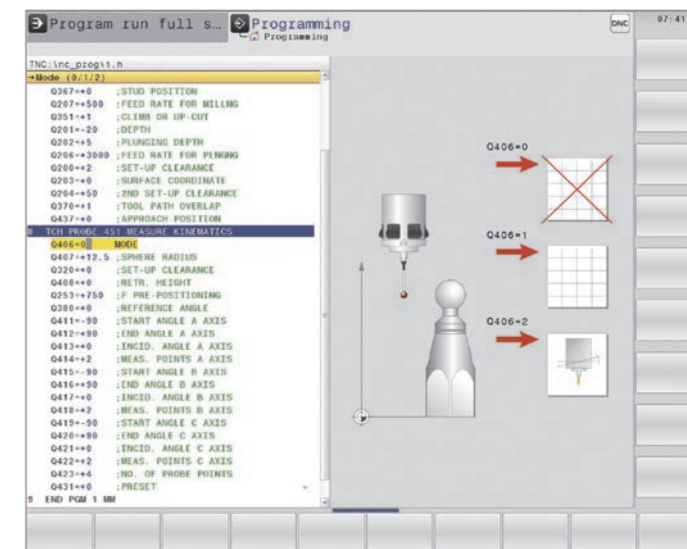 Program run full s... Programming DNC 07:41
Programming
TNC:\nc_prog\1.h
→Mode (0/1/2)
Q367=+0 ;STUD POSITION
Q207=+500 ;FEED RATE FOR MILLNG
Q351=+1 ;CLIMB OR UP-CUT
Q201=-20 ;DEPTH
Q202=+5 ;PLUNGING DEPTH
Q206=+3000 ;FEED RATE FOR PLNGNG
Q200=+2 ;SET-UP CLEARANCE
Q203=+0 ;SURFACE COORDINATE
Q204=+50 ;2ND SET-UP CLEARANCE
Q370=+1 ;TOOL PATH OVERLAP
Q437=+0 ;APPROACH POSITION
8 TCH PROBE 451 MEASURE KINEMATICS
Q406=0 MODE
Q407=+12.5 ;SPHERE RADIUS
Q320=+0 ;SET-UP CLEARANCE
Q408=+0 ;RETR. HEIGHT
Q253=+750 ;F PRE-POSITIONING
Q380=+0 ;REFERENCE ANGLE
Q411=-90 ;START ANGLE A AXIS
Q412=+90 ;END ANGLE A AXIS
Q413=+0 ;INCID. ANGLE A AXIS
Q414=+2 ;MEAS. POINTS A AXIS
Q415=-90 ;START ANGLE B AXIS
Q416=+90 ;END ANGLE B AXIS
Q417=+0 ;INCID. ANGLE B AXIS
Q418=+2 ;MEAS. POINTS B AXIS
Q419=-90 ;START ANGLE C AXIS
Q420=+90 ;END ANGLE C AXIS
Q421=+0 ;INCID. ANGLE C AXIS
Q422=+2 ;MEAS. POINTS C AXIS
Q423=+4 ;NO. OF PROBE POINTS
Q431=+0 ;PRESET
9 END PGM 1 MM
Q406=0
Q406=1
Q406=2